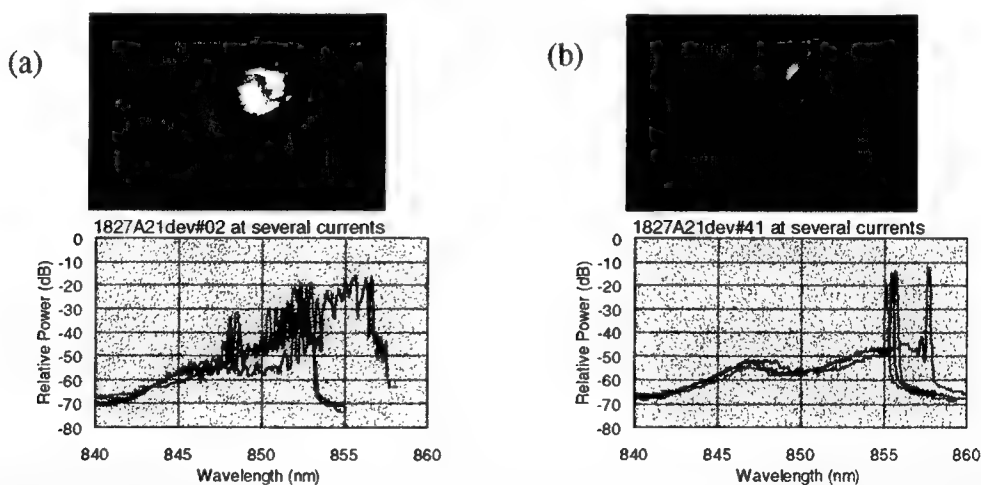 (a)
(b)
1827A21dev#02 at several currents
0
-10
-20
-30
-40
-50
-60
-70
-80
Relative Power (dB)
840 845 850 855 860
Wavelength (nm)
1827A21dev#41 at several currents
0
-10
-20
-30
-40
-50
-60
-70
-80
Relative Power (dB)
840 845 850 855 860
Wavelength (nm)